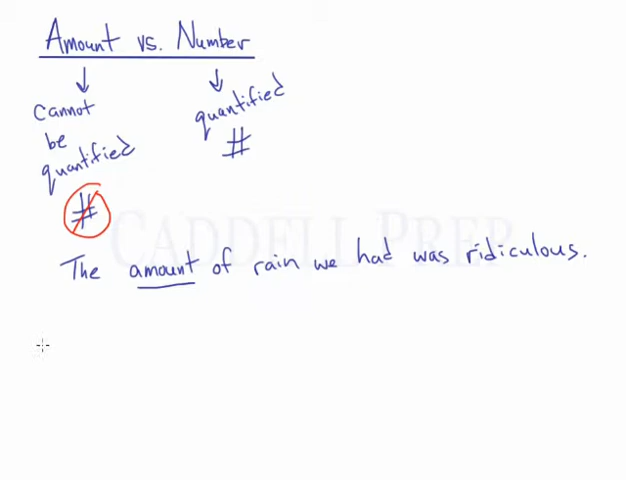 Amount vs. Number
↓ ↓
cannot
be
quantified
#
quantified
#
CADDELL PREP
The amount of rain we had was ridiculous.